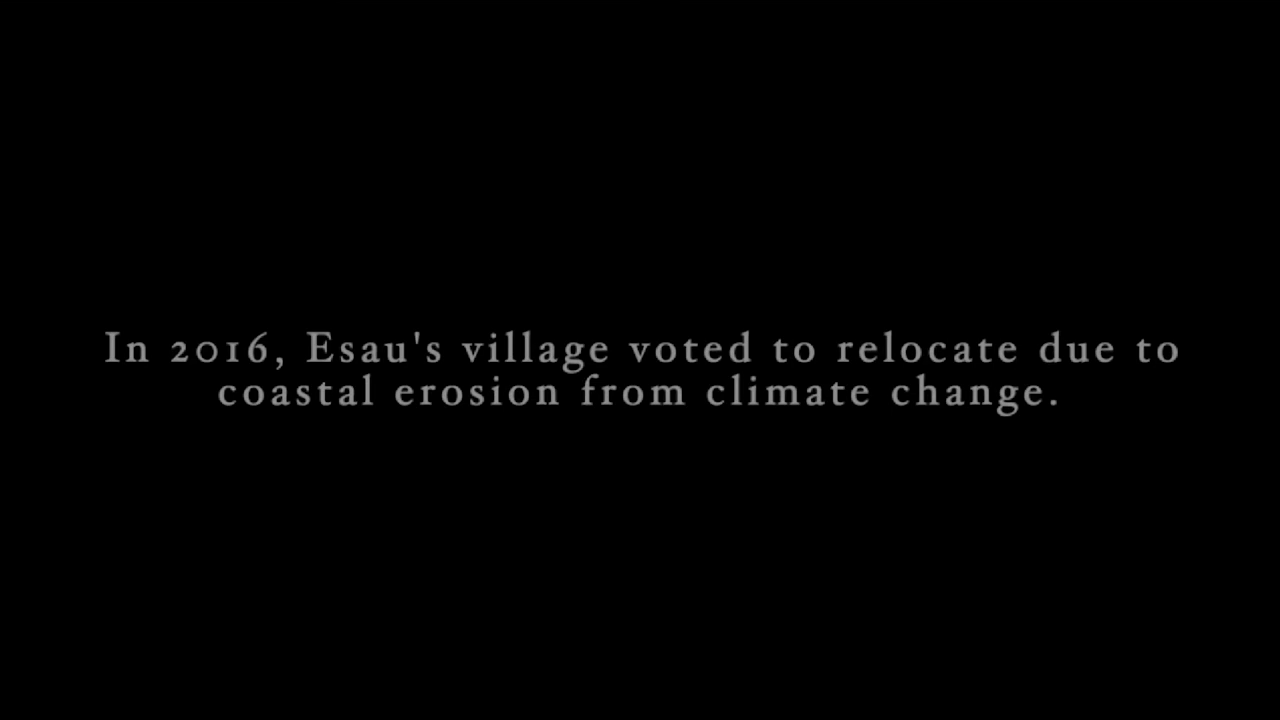 In 2016, Esau's village voted to relocate due to
coastal erosion from climate change.